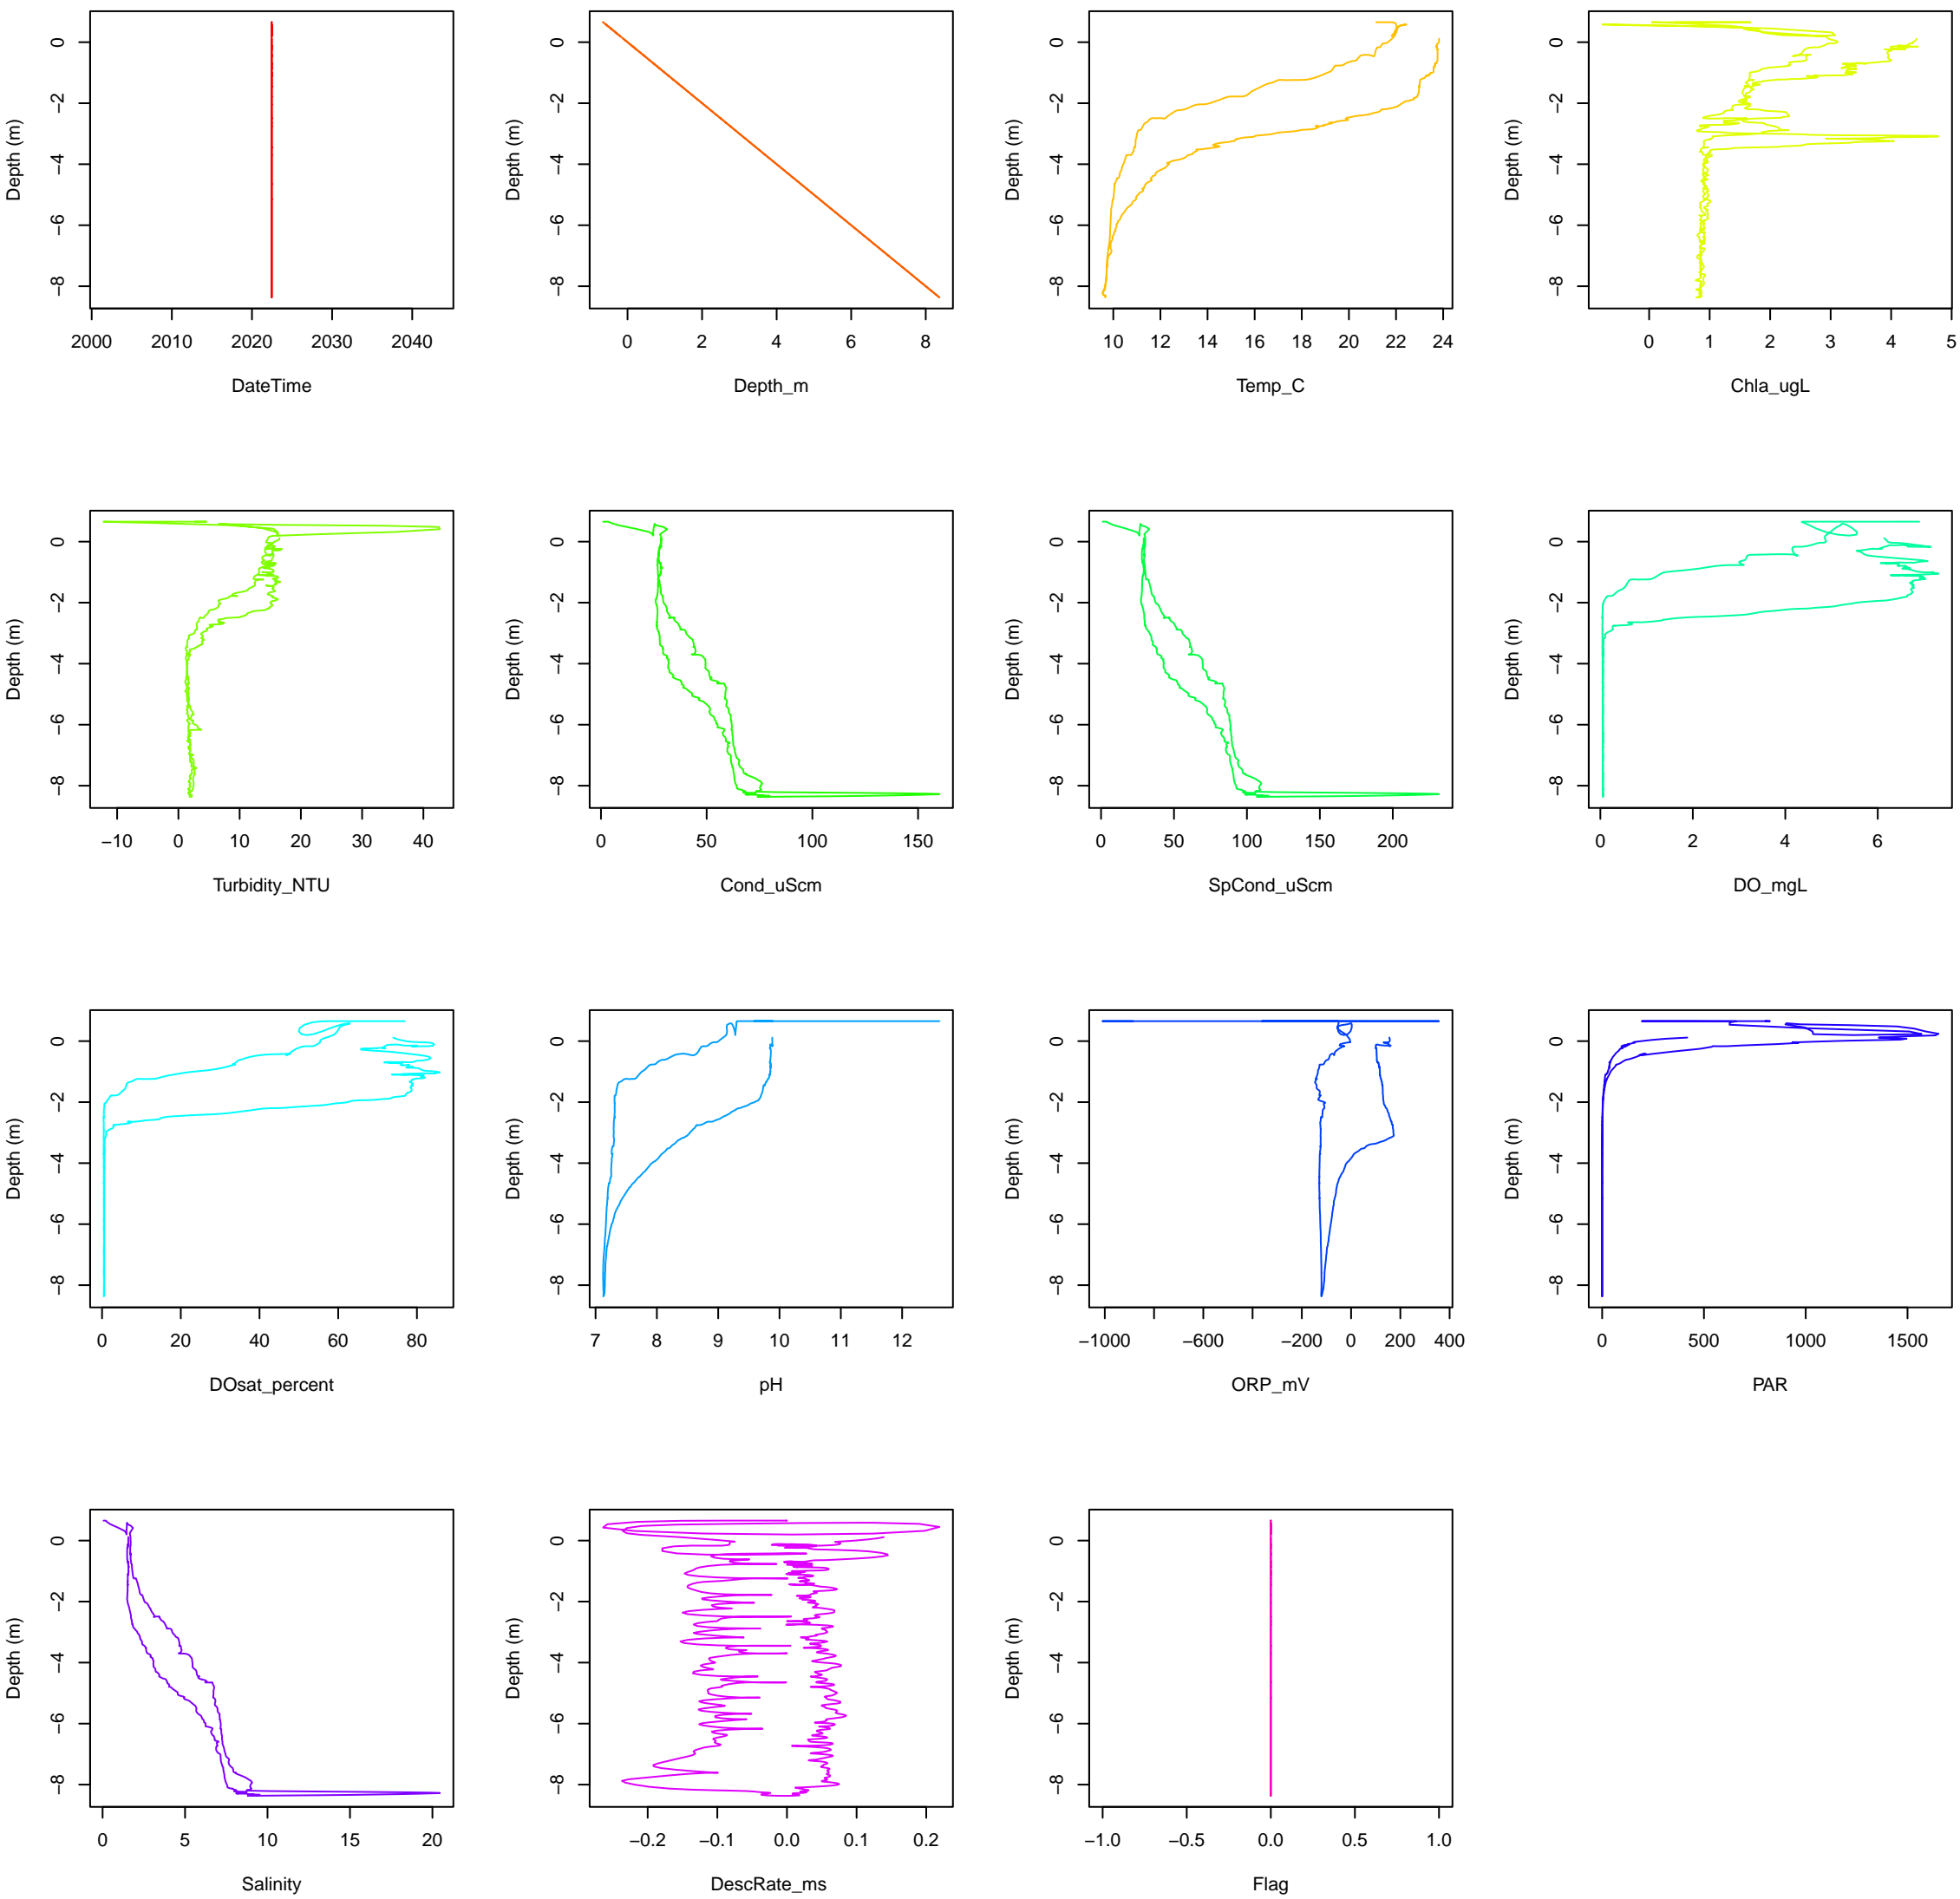 Depth (m)
0
−2
−4
−6
−8
2000 2010 2020 2030 2040
DateTime
Depth (m)
0
−2
−4
−6
−8
0 2 4 6 8
Depth_m
Depth (m)
0
−2
−4
−6
−8
10 12 14 16 18 20 22 24
Temp_C
Depth (m)
0
−2
−4
−6
−8
0 1 2 3 4 5
Chla_ugL
Depth (m)
0
−2
−4
−6
−8
−10 0 10 20 30 40
Turbidity_NTU
Depth (m)
0
−2
−4
−6
−8
0 50 100 150
Cond_uScm
Depth (m)
0
−2
−4
−6
−8
0 50 100 150 200
SpCond_uScm
Depth (m)
0
−2
−4
−6
−8
0 2 4 6
DO_mgL
Depth (m)
0
−2
−4
−6
−8
0 20 40 60 80
DOsat_percent
Depth (m)
0
−2
−4
−6
−8
7 8 9 10 11 12
pH
Depth (m)
0
−2
−4
−6
−8
−1000 −600 −200 0 200 400
ORP_mV
Depth (m)
0
−2
−4
−6
−8
0 500 1000 1500
PAR
Depth (m)
0
−2
−4
−6
−8
0 5 10 15 20
Salinity
Depth (m)
0
−2
−4
−6
−8
−0.2 −0.1 0.0 0.1 0.2
DescRate_ms
Depth (m)
0
−2
−4
−6
−8
−1.0 −0.5 0.0 0.5 1.0
Flag